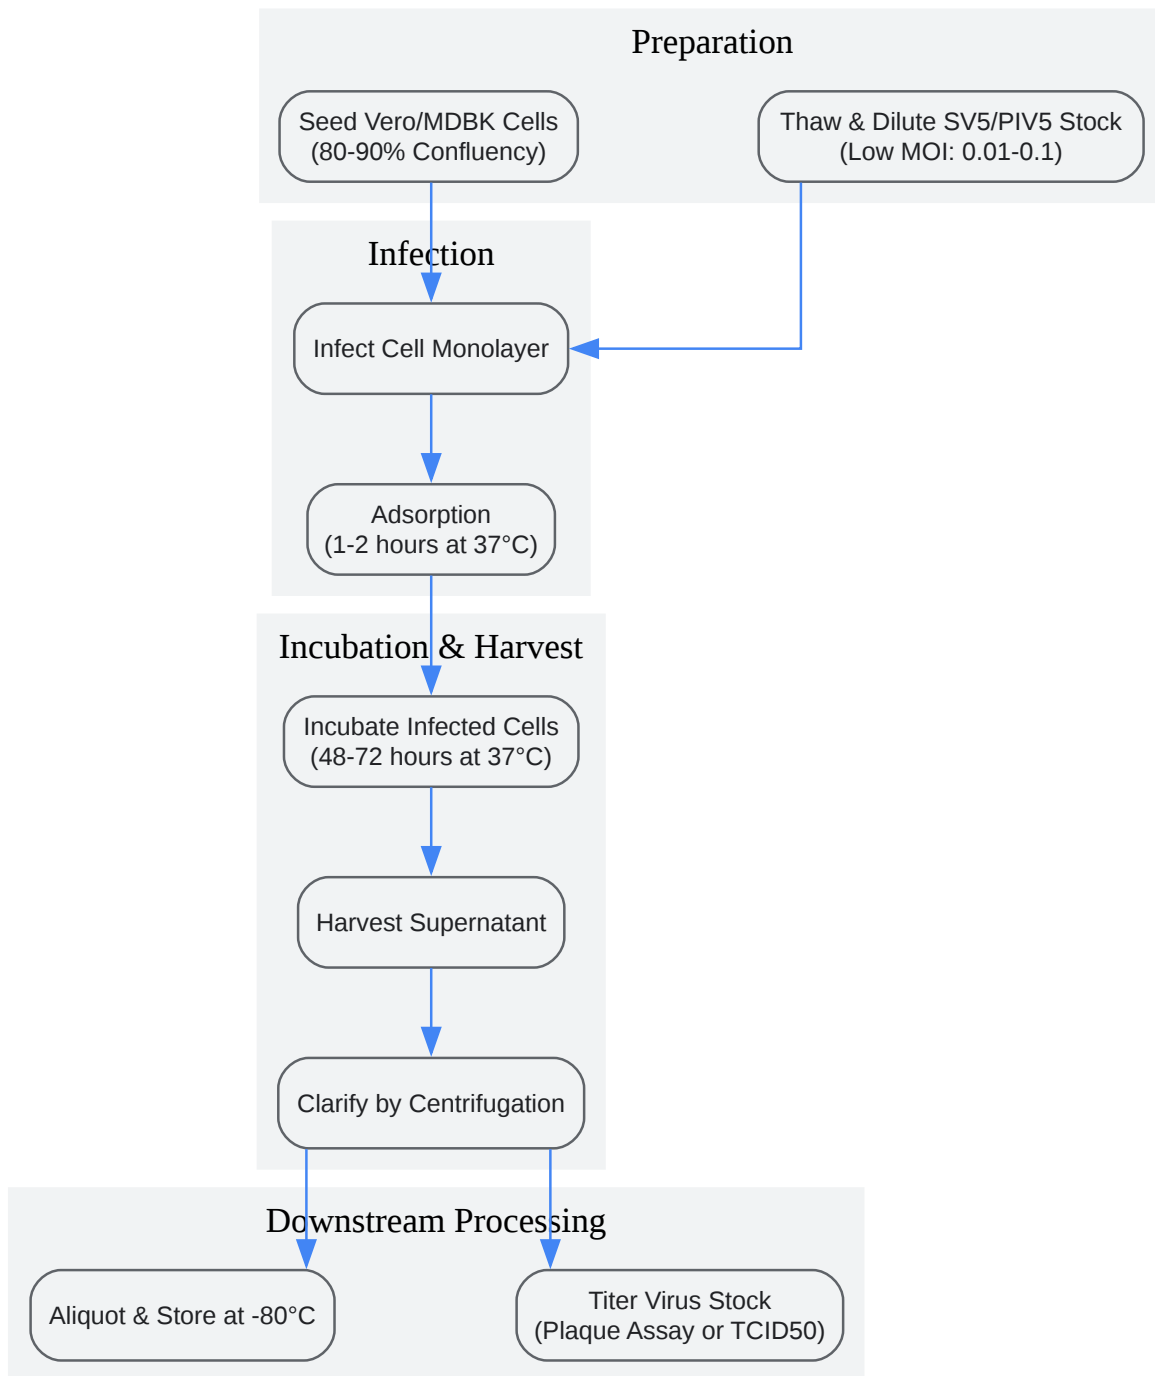 Preparation
Seed Vero/MDBK Cells
(80-90% Confluency)
Thaw & Dilute SV5/PIV5 Stock
(Low MOI: 0.01-0.1)
Infection
Infect Cell Monolayer
Adsorption
(1-2 hours at 37°C)
Incubation & Harvest
Incubate Infected Cells
(48-72 hours at 37°C)
Harvest Supernatant
Clarify by Centrifugation
Downstream Processing
Aliquot & Store at -80°C
Titer Virus Stock
(Plaque Assay or TCID50)